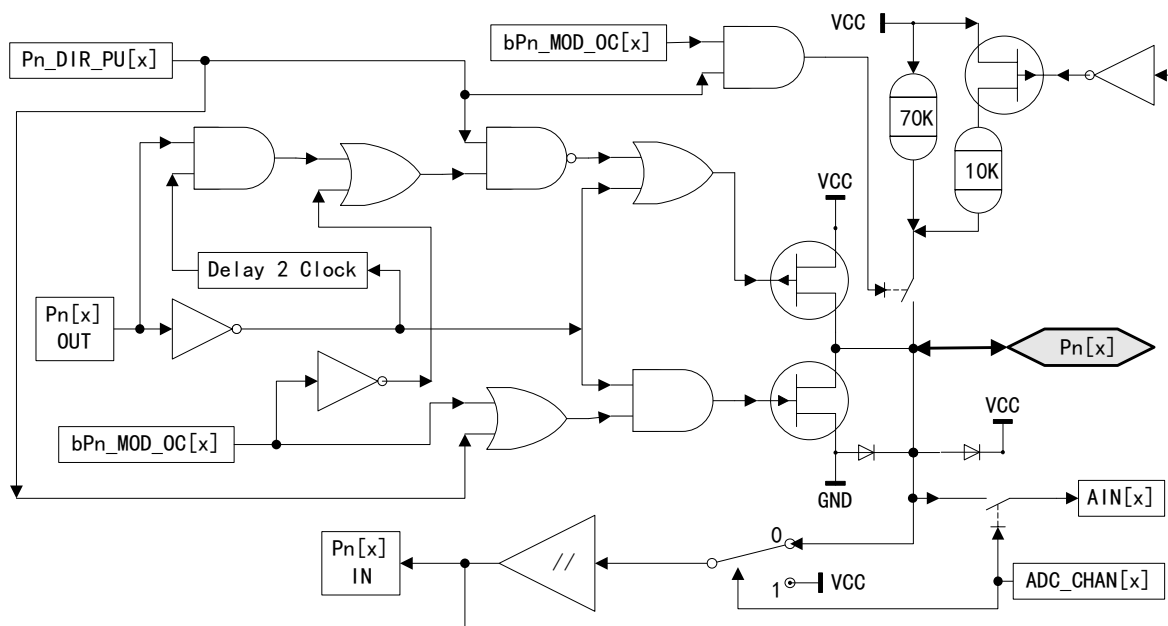 bPn_MOD_OC[x]
VCC
Pn_DIR_PU[x]
70K
10K
VCC
Delay 2 Clock
Pn[x]
OUT
Pn[x]
bPn_MOD_OC[x]
VCC
GND
AIN[x]
Pn[x]
IN
//
0
1
VCC
ADC_CHAN[x]